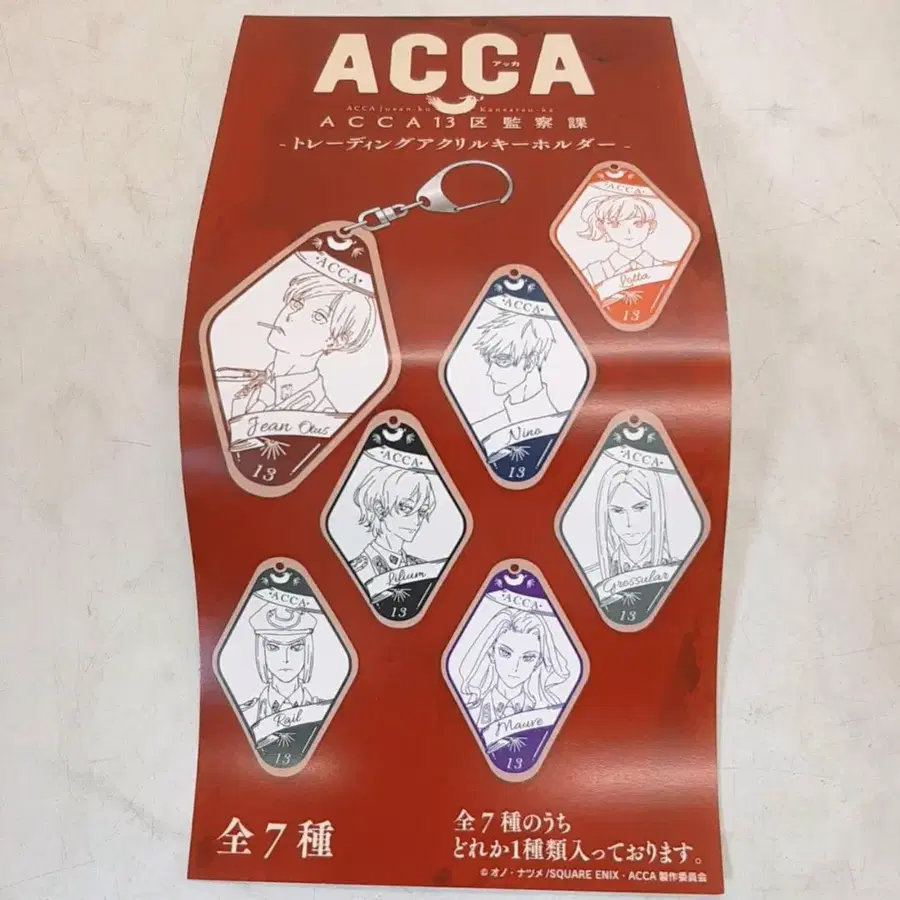 ACCA
アッカ
ACCA Jusan-ku Kansatsu-ka
ACCA13区監察課
-トレーディングアクリルキーホルダー-
ACCA
Lotta
13
ACCA
Jean Otus
13
ACCA
Nino
13
ACCA
Lilium
13
ACCA
Grossular
13
ACCA
Rail
13
ACCA
Mauve
13
全7種
全7種のうち
どれか1種類入っております。
© オノ・ナツメ/SQUARE ENIX・ACCA製作委員会